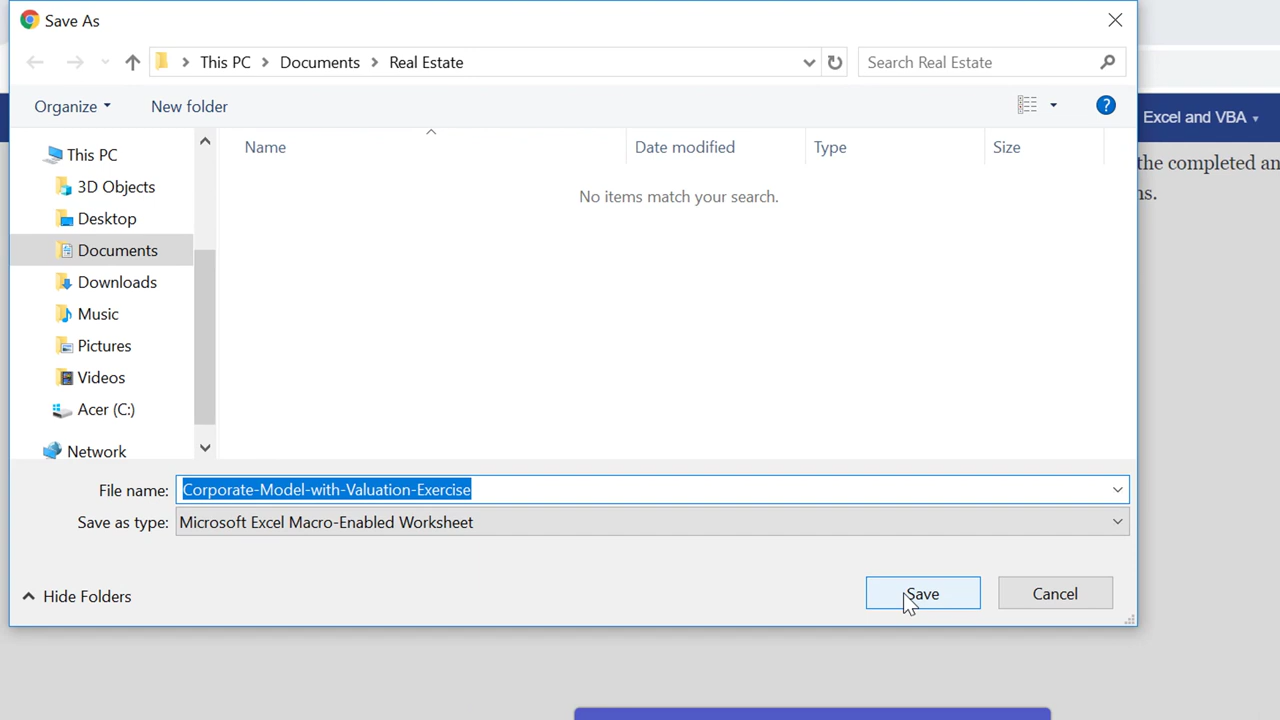 Save As
This PC > Documents > Real Estate
Search Real Estate
Organize
New folder
?
Excel and VBA
Name
Date modified
Type
Size
No items match your search.
This PC
3D Objects
Desktop
Documents
Downloads
Music
Pictures
Videos
Acer (C:)
Network
the completed an
ns.
File name: Corporate-Model-with-Valuation-Exercise
Save as type: Microsoft Excel Macro-Enabled Worksheet
Hide Folders
Save
Cancel